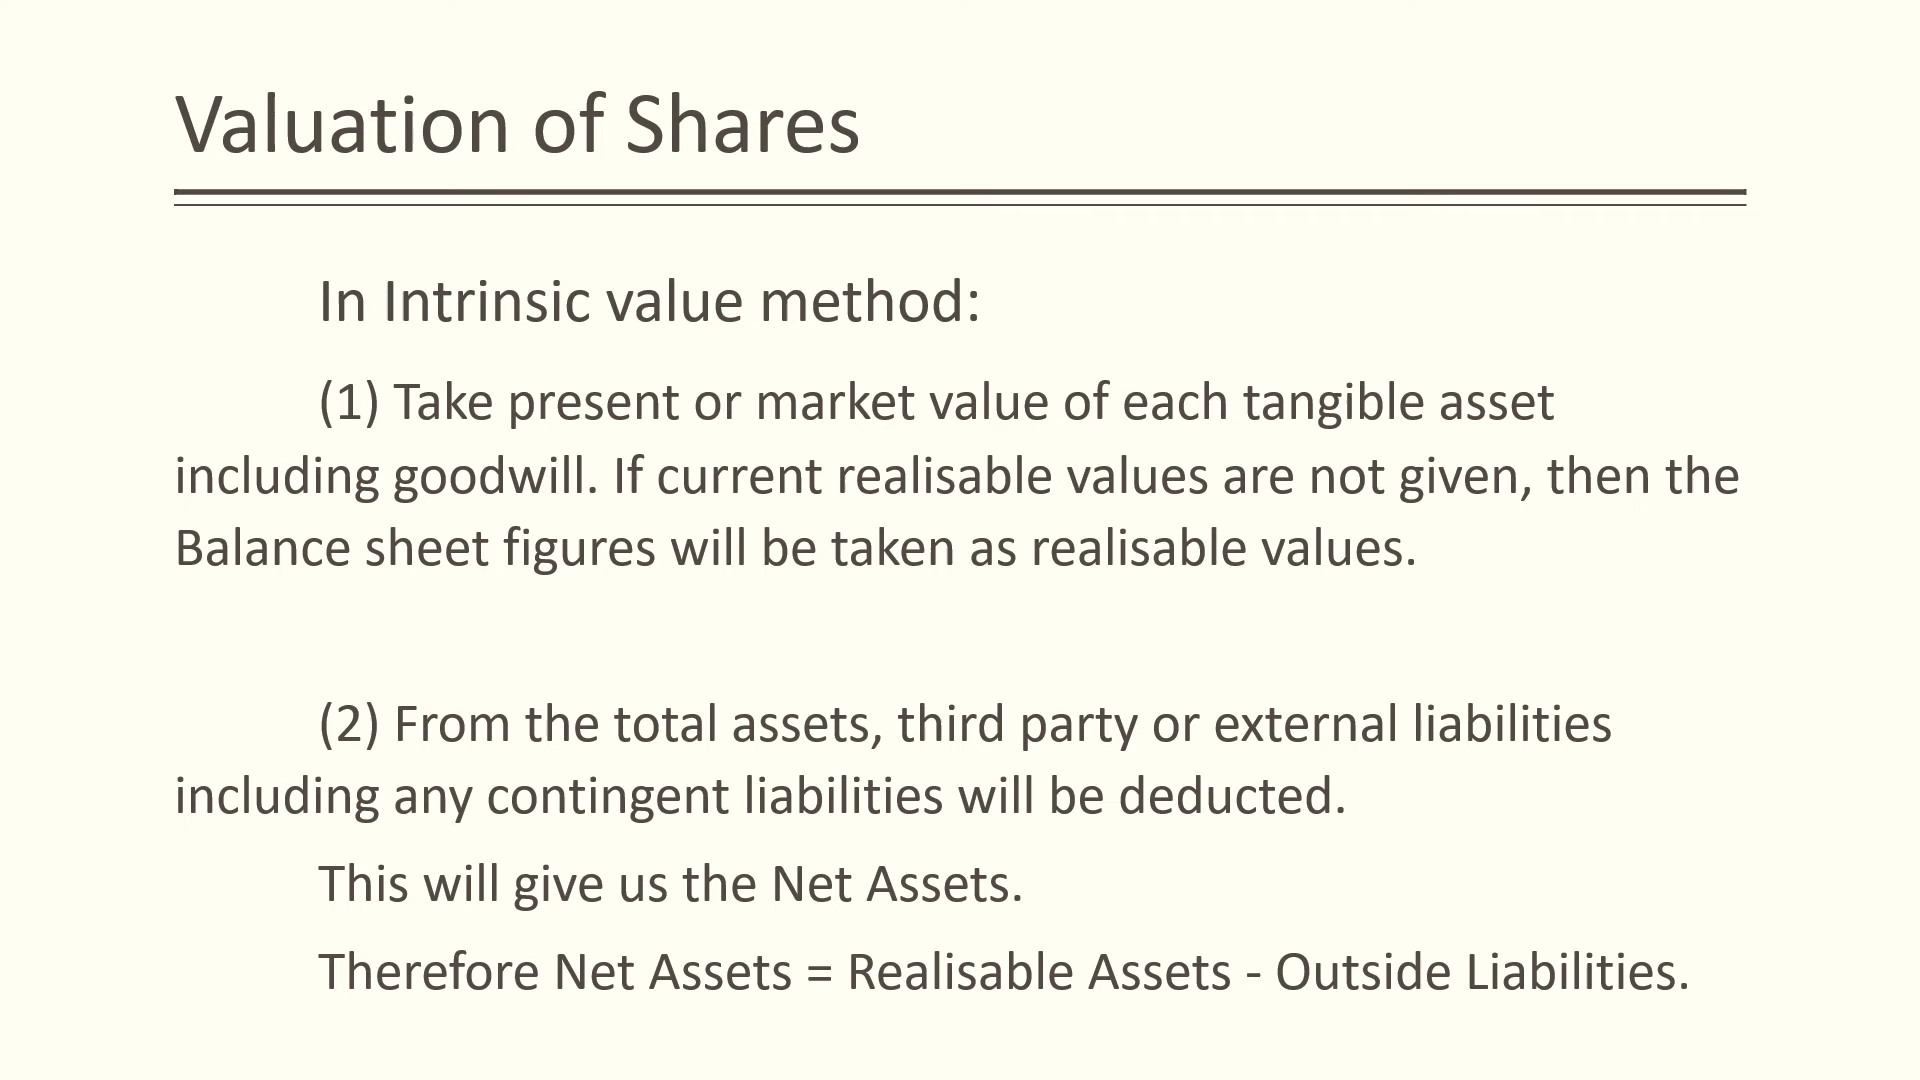 Valuation of Shares
In Intrinsic value method:
(1) Take present or market value of each tangible asset
including goodwill. If current realisable values are not given, then the
Balance sheet figures will be taken as realisable values.
(2) From the total assets, third party or external liabilities
including any contingent liabilities will be deducted.
This will give us the Net Assets.
Therefore Net Assets = Realisable Assets - Outside Liabilities.